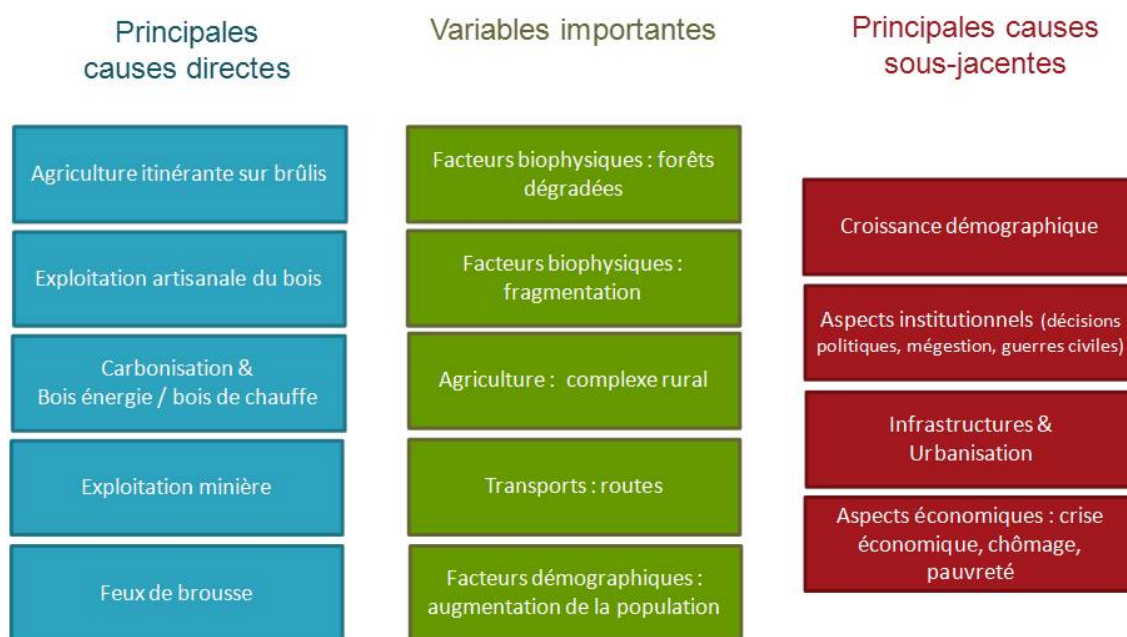 Principales
causes directes
Agriculture itinérante sur brûlis
Exploitation artisanale du bois
Carbonisation &
Bois énergie / bois de chauffe
Exploitation minière
Feux de brousse
Variables importantes
Facteurs biophysiques : forêts
dégradées
Facteurs biophysiques :
fragmentation
Agriculture : complexe rural
Transports : routes
Facteurs démographiques :
augmentation de la population
Principales causes
sous-jacentes
Croissance démographique
Aspects institutionnels (décisions
politiques, mégestion, guerres civiles)
Infrastructures &
Urbanisation
Aspects économiques : crise
économique, chômage,
pauvreté